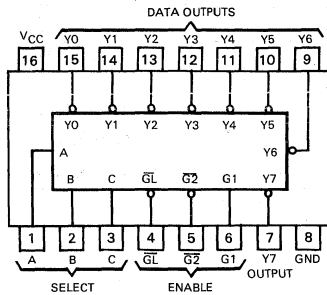 DATA OUTPUTS
VCC Y0 Y1 Y2 Y3 Y4 Y5 Y6
16 15 14 13 12 11 10 9
Y0 Y1 Y2 Y3 Y4 Y5
A Y6
B C GL G2 G1 Y7
1 2 3 4 5 6 7 8
A B C GL G2 G1 Y7 GND
SELECT ENABLE OUTPUT